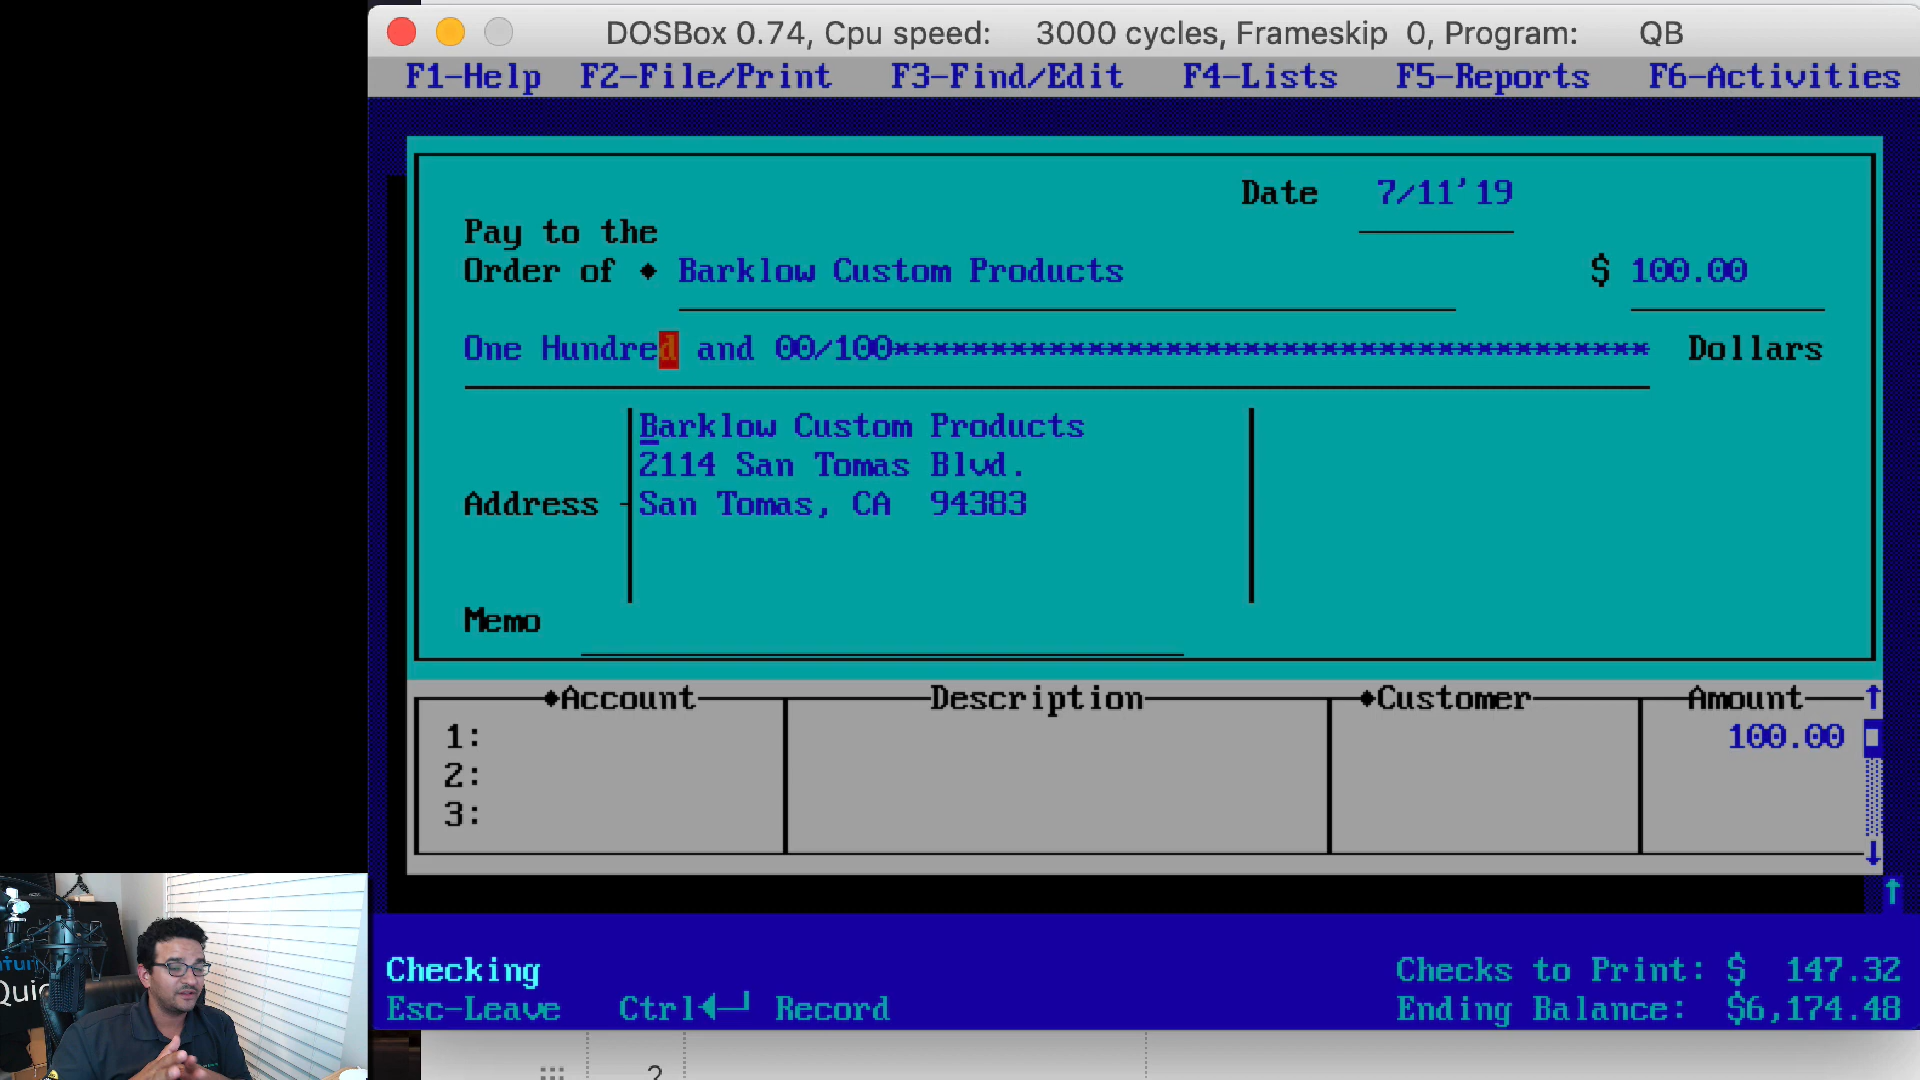 DOSBox 0.74, Cpu speed: 3000 cycles, Frameskip 0, Program: QB
F1-Help F2-File/Print F3-Find/Edit F4-Lists F5-Reports F6-Activities
Date 7/11'19
Pay to the
Order of ♦ Barklow Custom Products $ 100.00
One Hundred and 00/100*************************************** Dollars
Barklow Custom Products
2114 San Tomas Blvd.
Address San Tomas, CA 94383
Memo
♦Account Description ♦Customer Amount ↑
1: 100.00
2:
3:
↓
↑
Checking Checks to Print: $ 147.32
Esc-Leave Ctrl◄┘ Record Ending Balance: $6,174.48